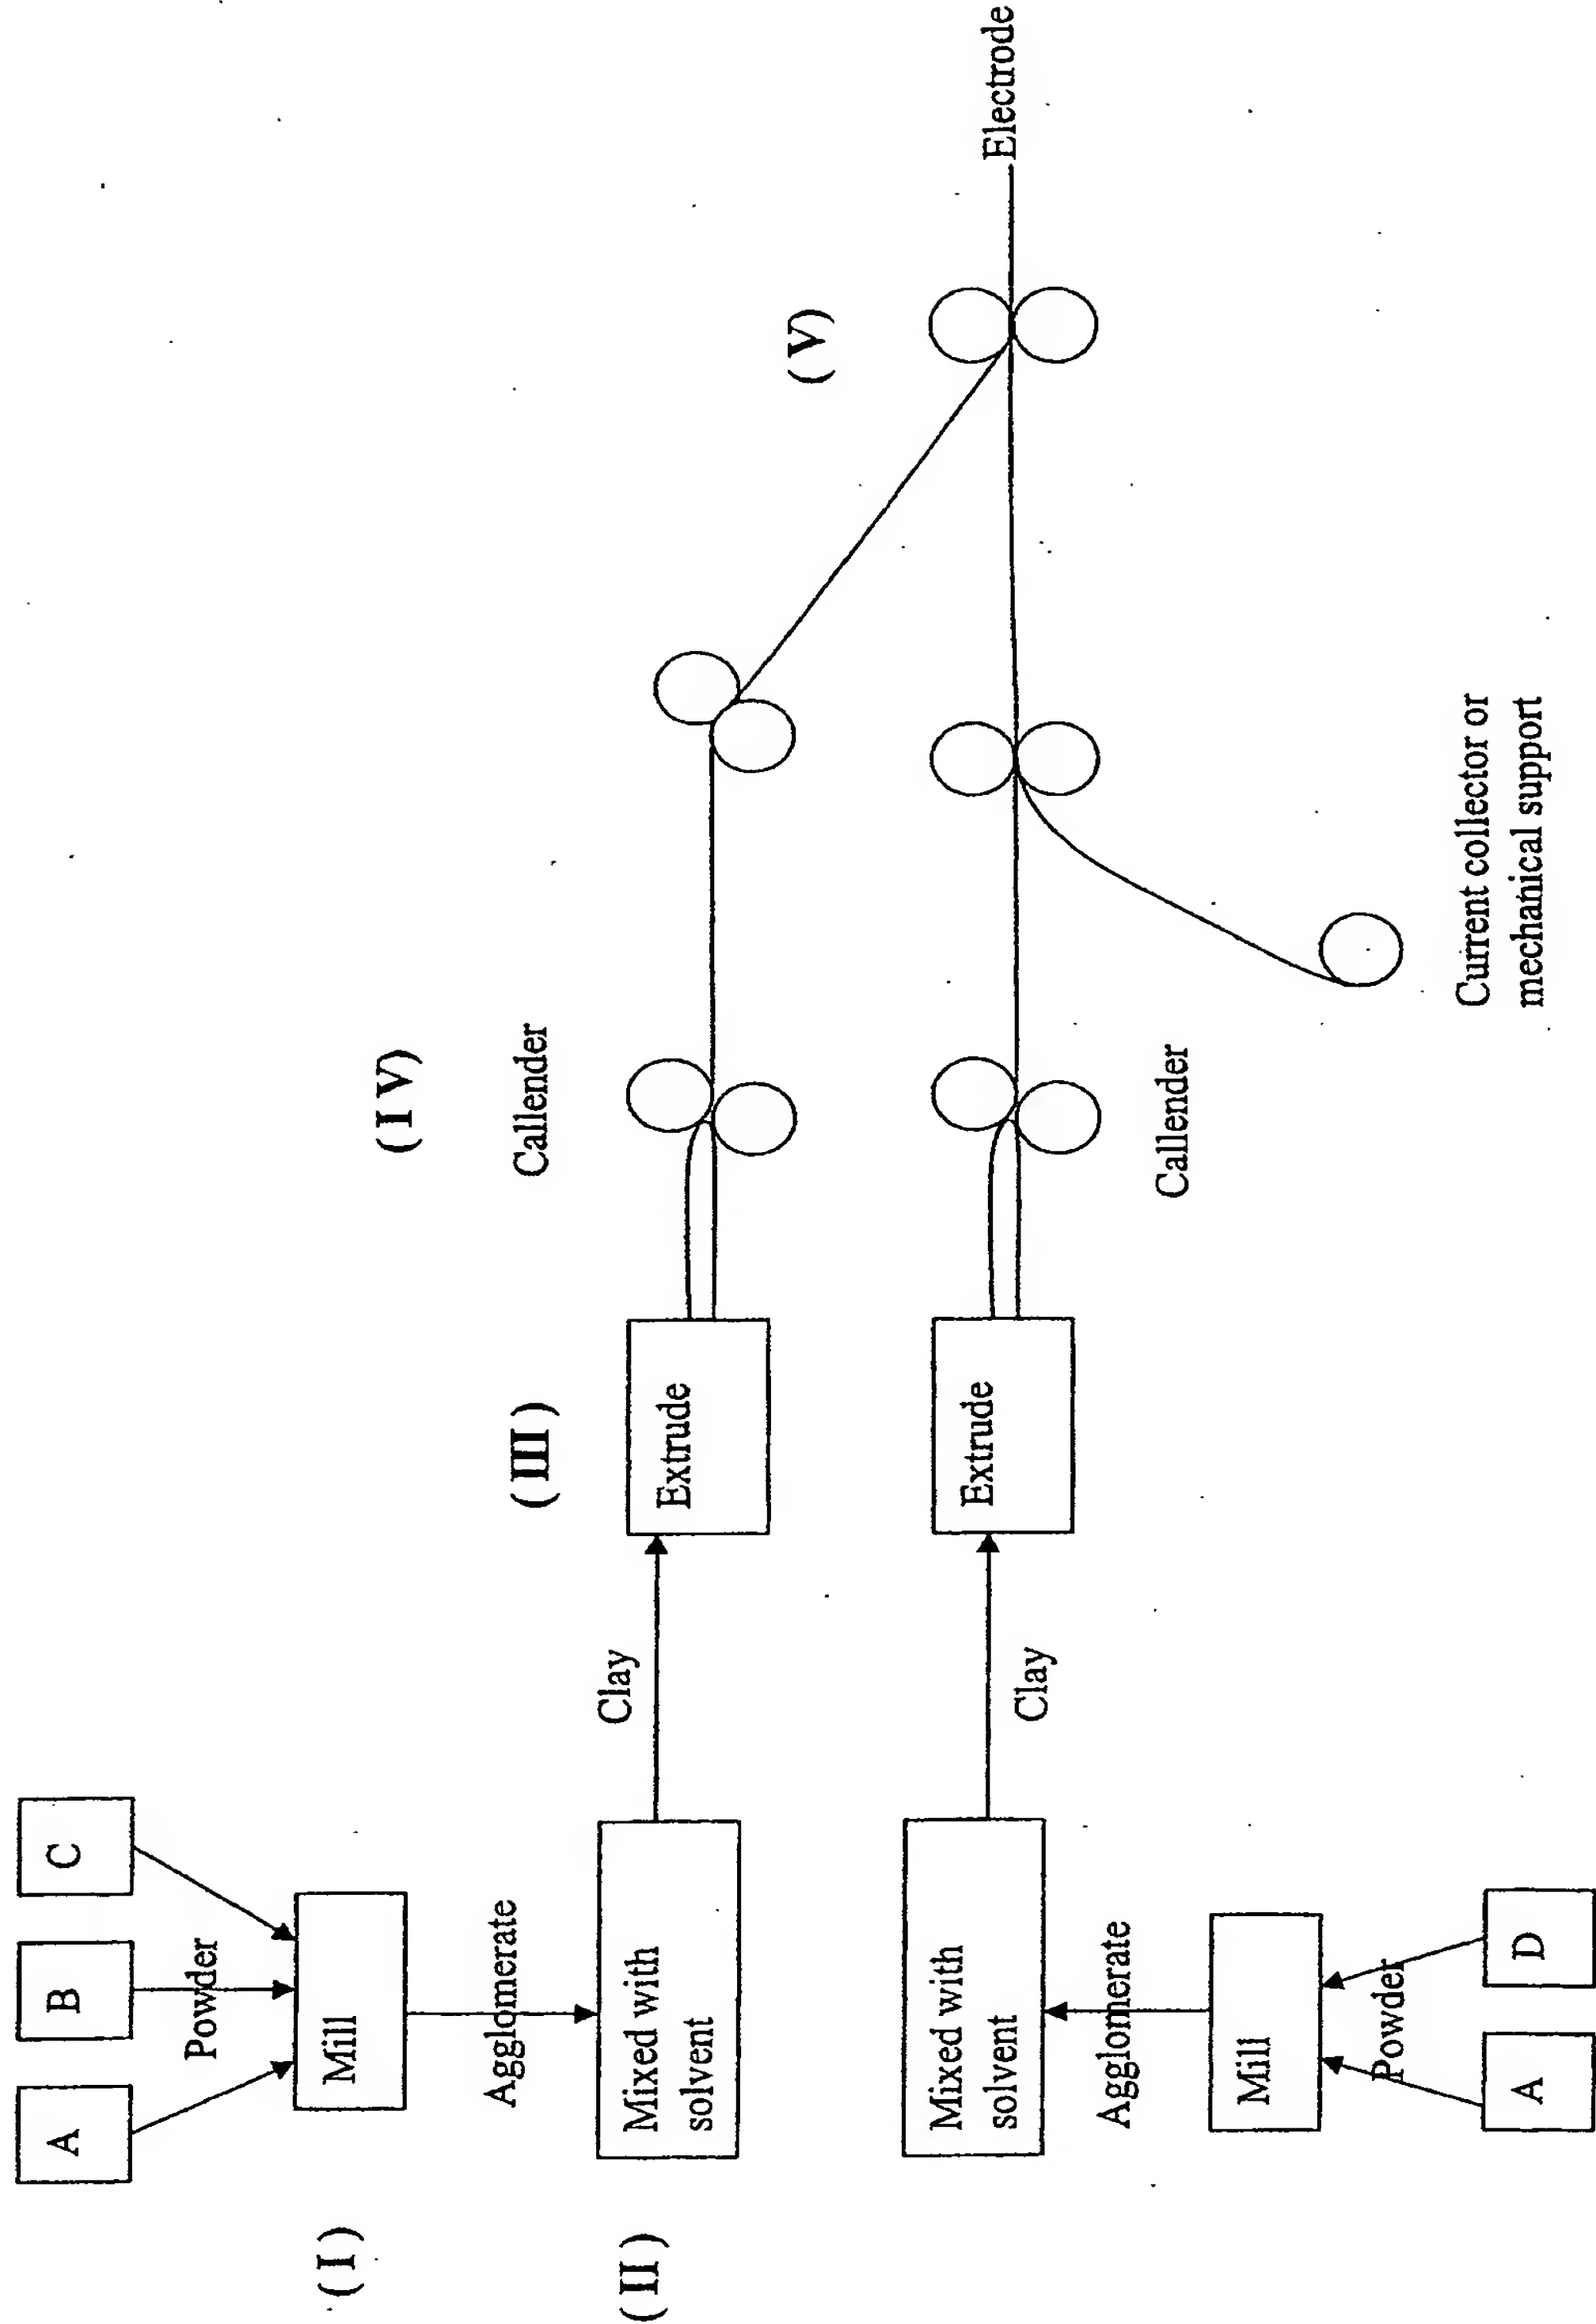 A
B
C
Powder
( I )
Mill
Agglomerate
( II )
Mixed with
solvent
Clay
( III )
Extrude
( I V )
Callender
( V )
Electrode
Mixed with
solvent
Clay
Extrude
Callender
Agglomerate
Mill
Powder
A
D
Current collector or
mechanical support